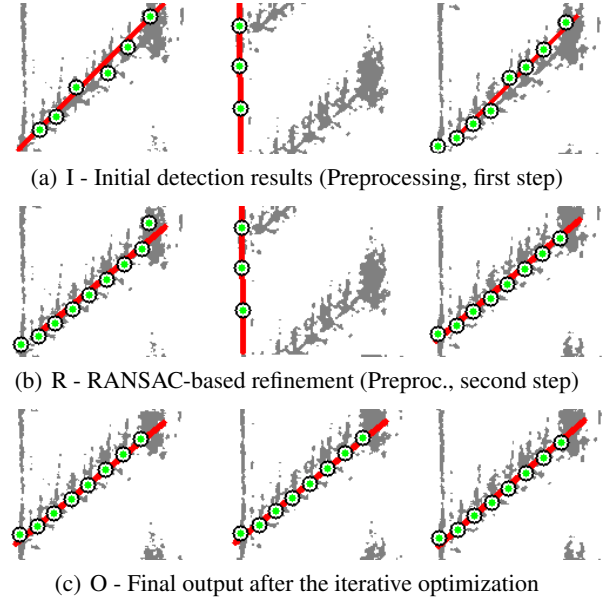 (a) I - Initial detection results (Preprocessing, first step)
(b) R - RANSAC-based refinement (Preproc., second step)
(c) O - Final output after the iterative optimization